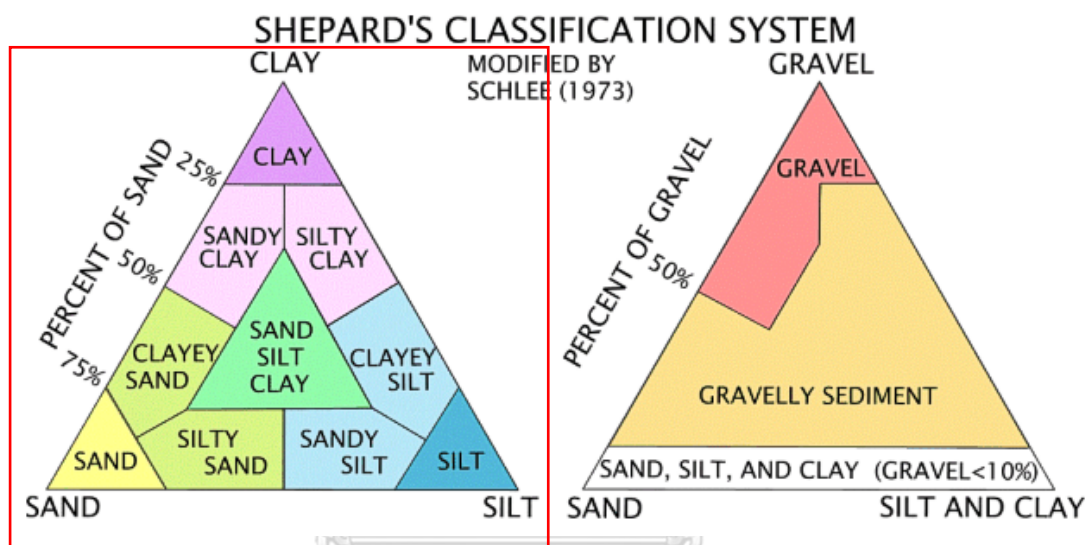 SHEPARD'S CLASSIFICATION SYSTEM
MODIFIED BY
SCHLEE (1973)
CLAY
PERCENT OF SAND
25%
50%
75%
CLAY
SANDY
CLAY
SILTY
CLAY
SAND
SILT
CLAY
CLAYEY
SAND
CLAYEY
SILT
SAND
SILTY
SAND
SANDY
SILT
SILT
SAND
SILT
GRAVEL
PERCENT OF GRAVEL
50%
GRAVEL
GRAVELLY SEDIMENT
SAND, SILT, AND CLAY (GRAVEL<10%)
SAND
SILT AND CLAY